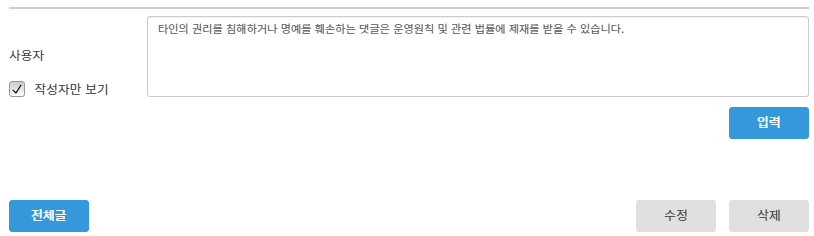 타인의 권리를 침해하거나 명예를 훼손하는 댓글은 운영원칙 및 관련 법률에 제재를 받을 수 있습니다.
사용자
작성자만 보기
입력
전체글
수정
삭제